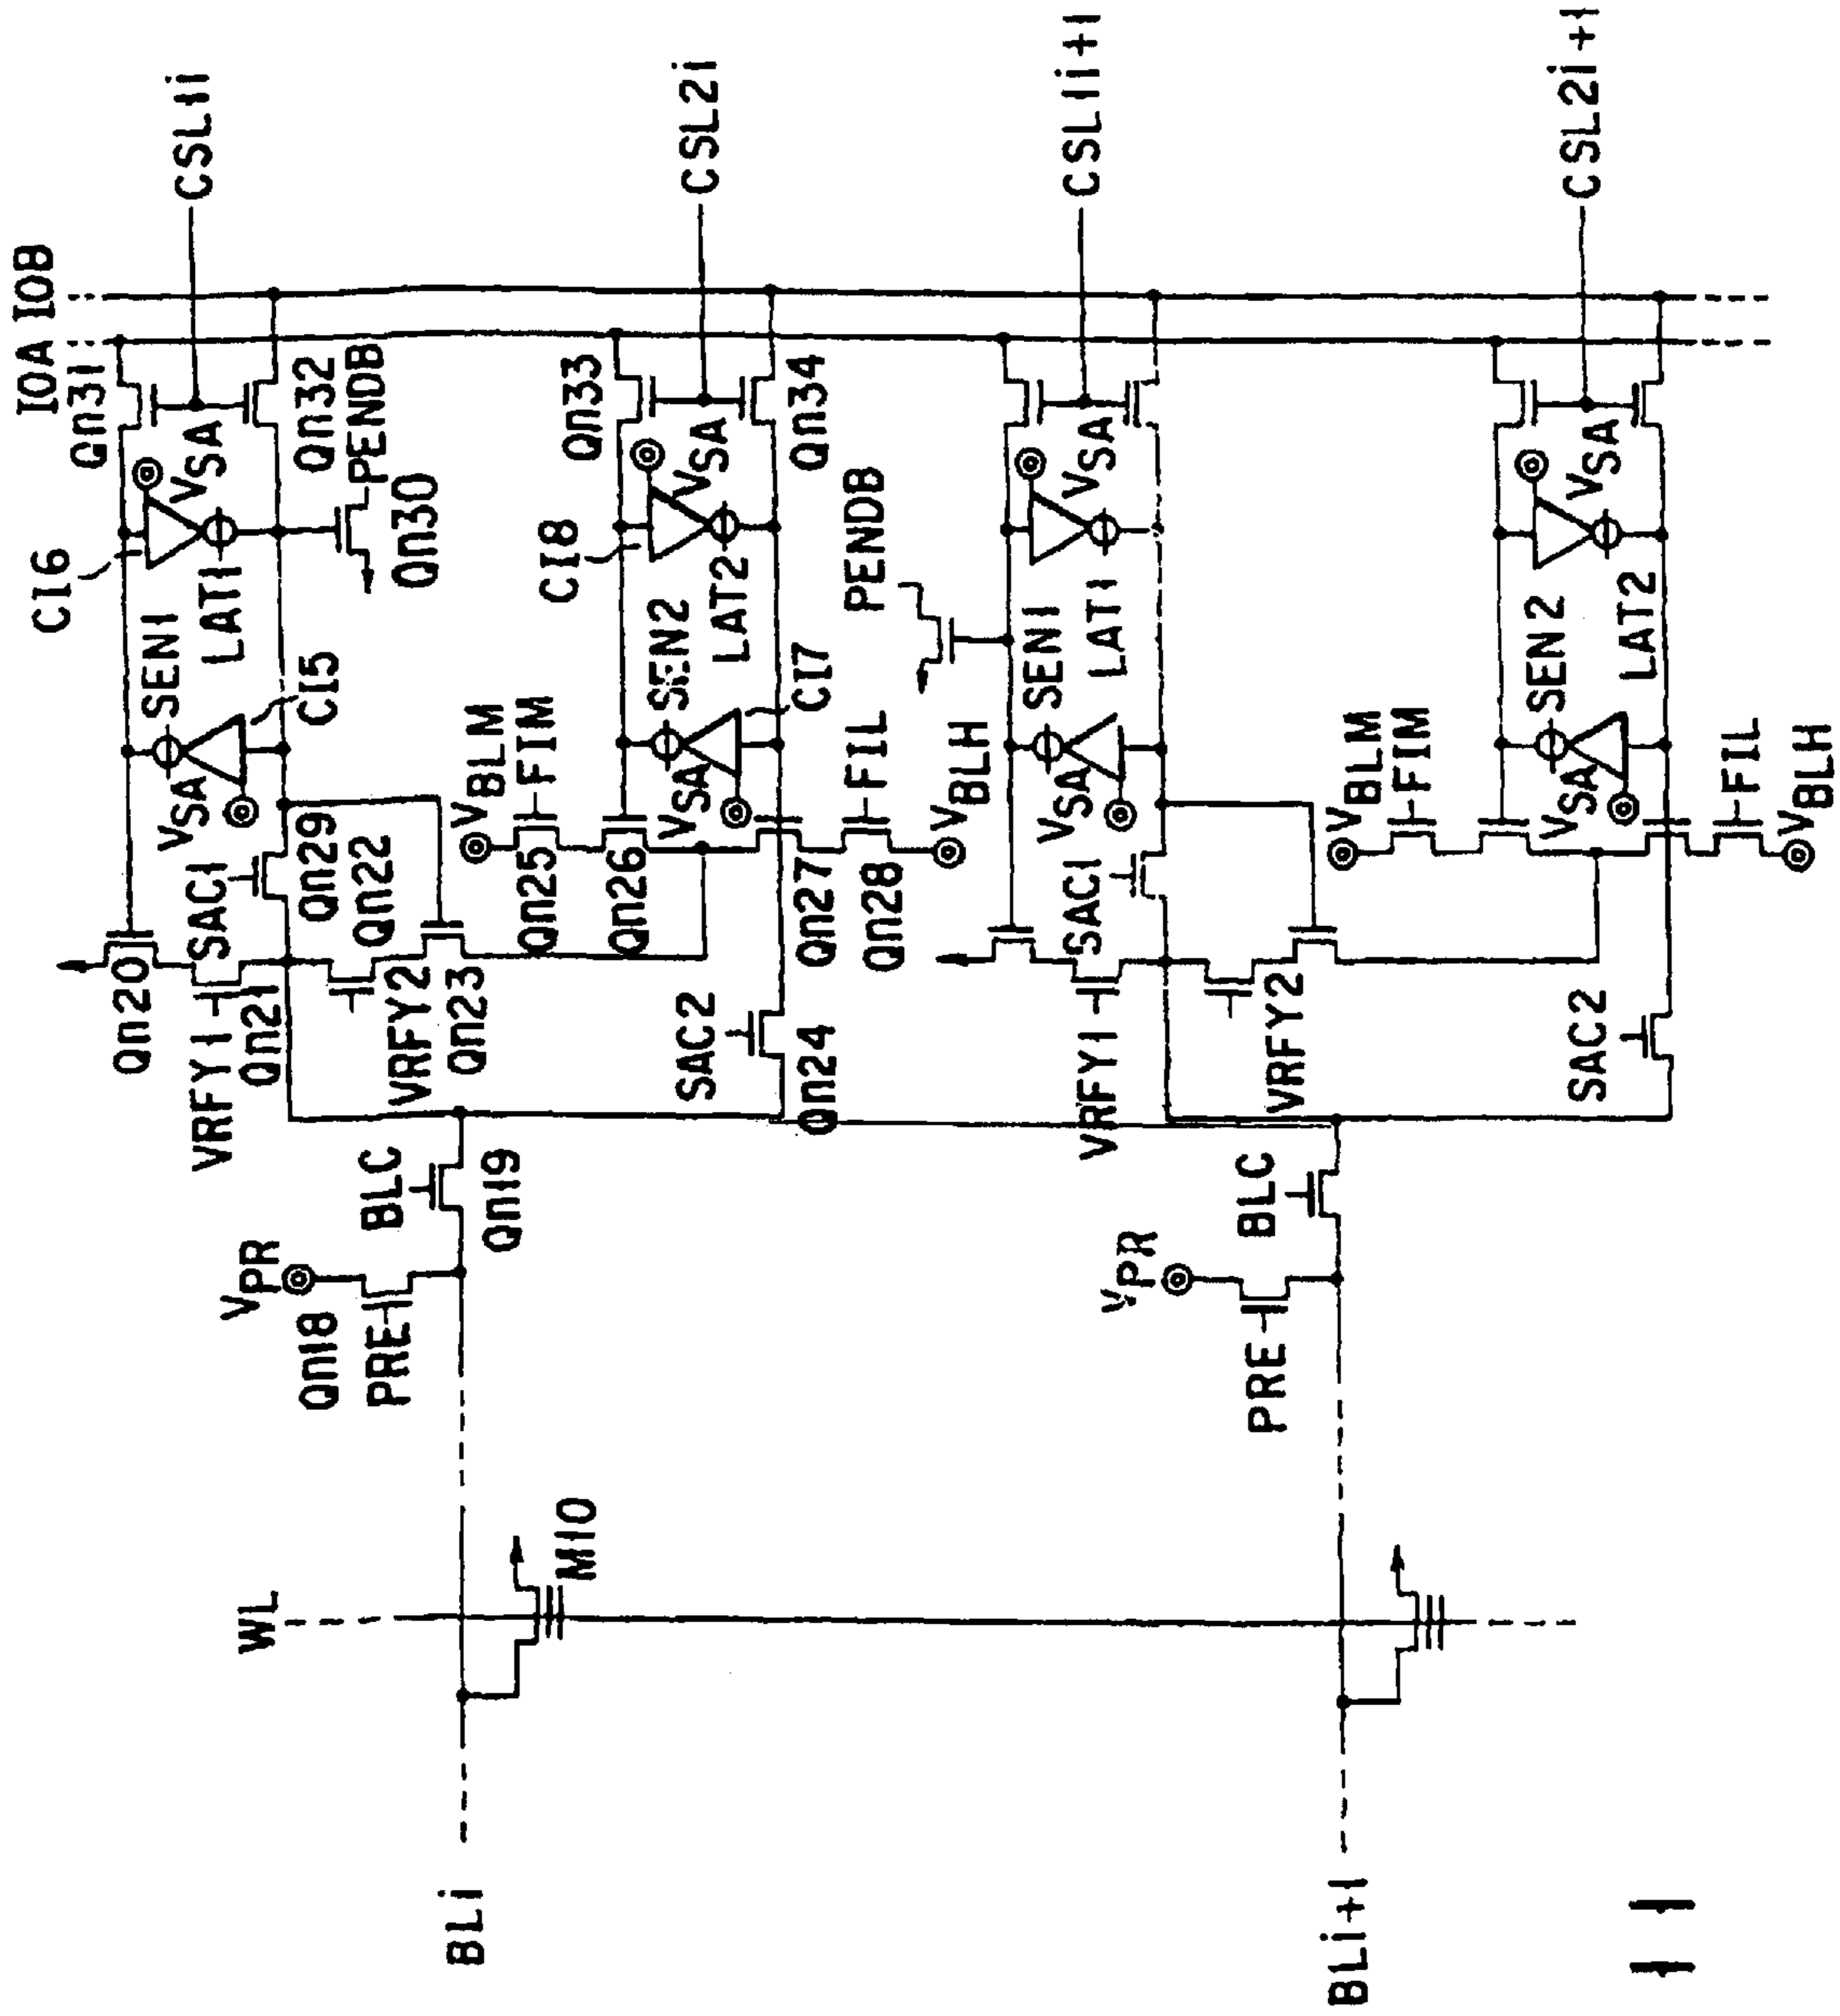 IOA IOB
Qn31
CSL1i
CI6
SEN1
LAT1
VSA
Qn32
PENDB
Qn30
CI5
VSA
Qn20
VRFY1
Qn21
SAC1
Qn29
Qn22
VRFY2
Qn23
VBLM
FIM
Qn25
Qn26
Qn33
CSL2i
CI8
SEN2
LAT2
VSA
Qn34
CI7
VSA
FIL
Qn27
Qn28
VBLH
SAC2
Qn24
BLC
Qn19
VPR
Qn18
PRE
WL
M10
BLi
PENDB
CSL1i+1
SEN1
LAT1
VSA
VSA
SAC1
VRFY1
VRFY2
VBLM
FIM
CSL2i+1
SEN2
LAT2
VSA
VSA
FIL
VBLH
SAC2
BLC
VPR
PRE
BLi+1